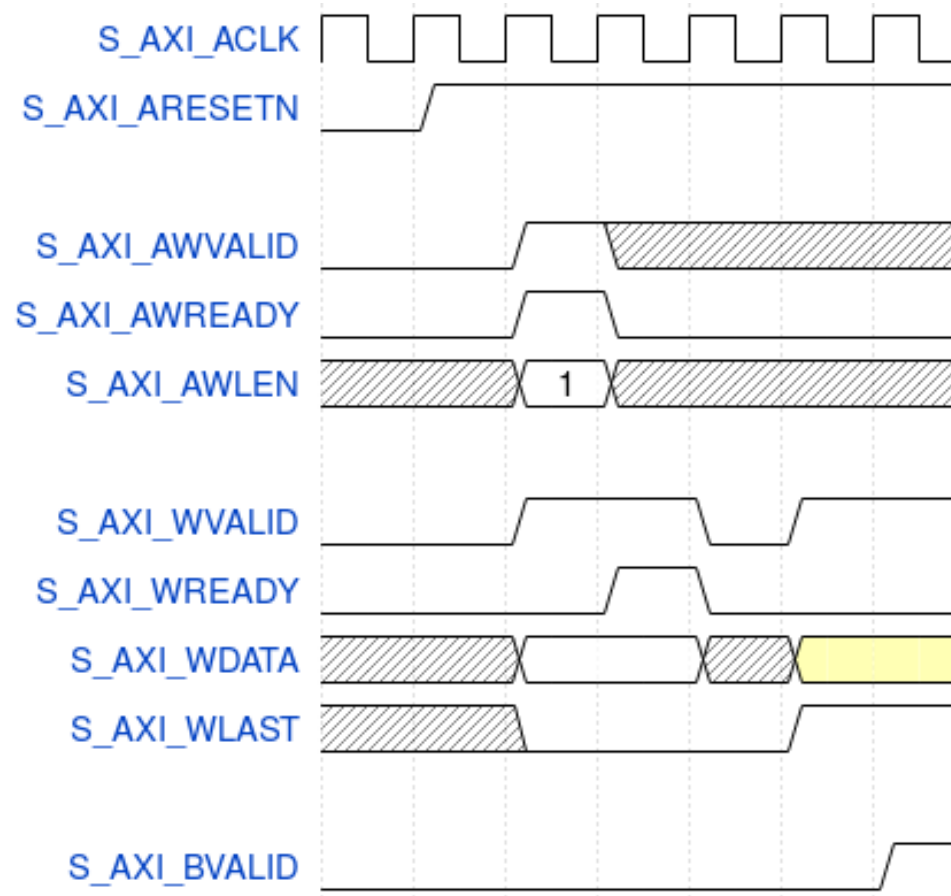 S_AXI_ACLK
S_AXI_ARESETN
S_AXI_AWVALID
S_AXI_AWREADY
S_AXI_AWLEN 1
S_AXI_WVALID
S_AXI_WREADY
S_AXI_WDATA
S_AXI_WLAST
S_AXI_BVALID